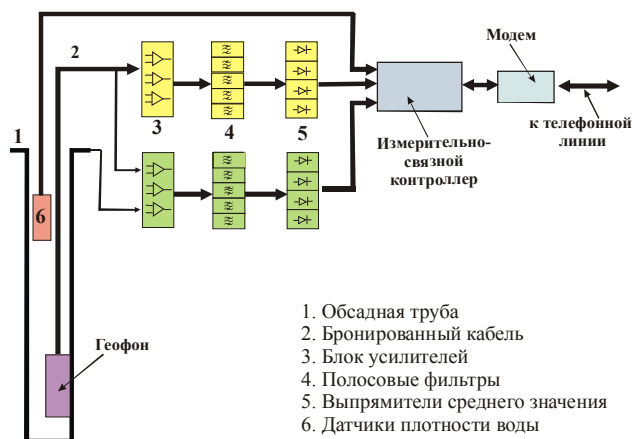 Модем
2
1
3
4
5
Измерительно-
связной
контроллер
к телефонной
линии
6
Геофон
1. Обсадная труба
2. Бронированный кабель
3. Блок усилителей
4. Полосовые фильтры
5. Выпрямители среднего значения
6. Датчики плотности воды